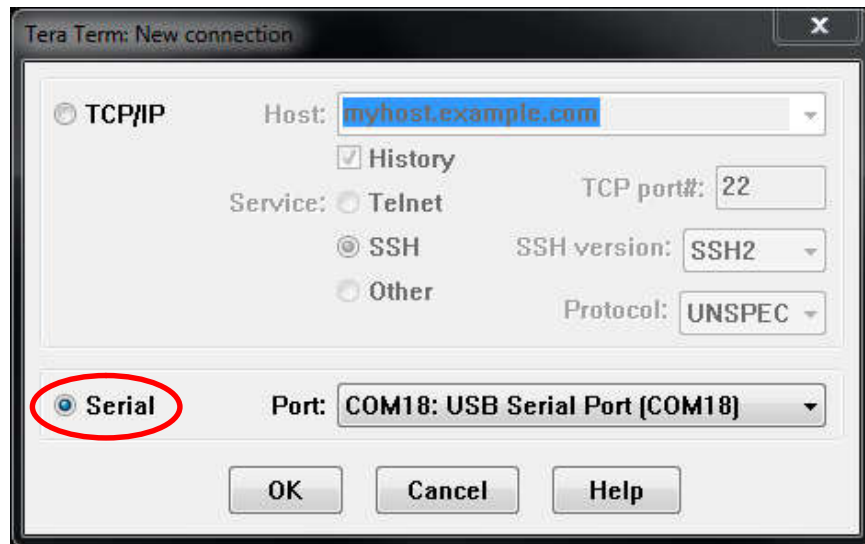 Tera Term: New connection
TCP/IP Host: myhost.example.com
History
Service: Telnet TCP port#: 22
SSH SSH version: SSH2
Other Protocol: UNSPEC
Serial Port: COM18: USB Serial Port (COM18)
OK Cancel Help